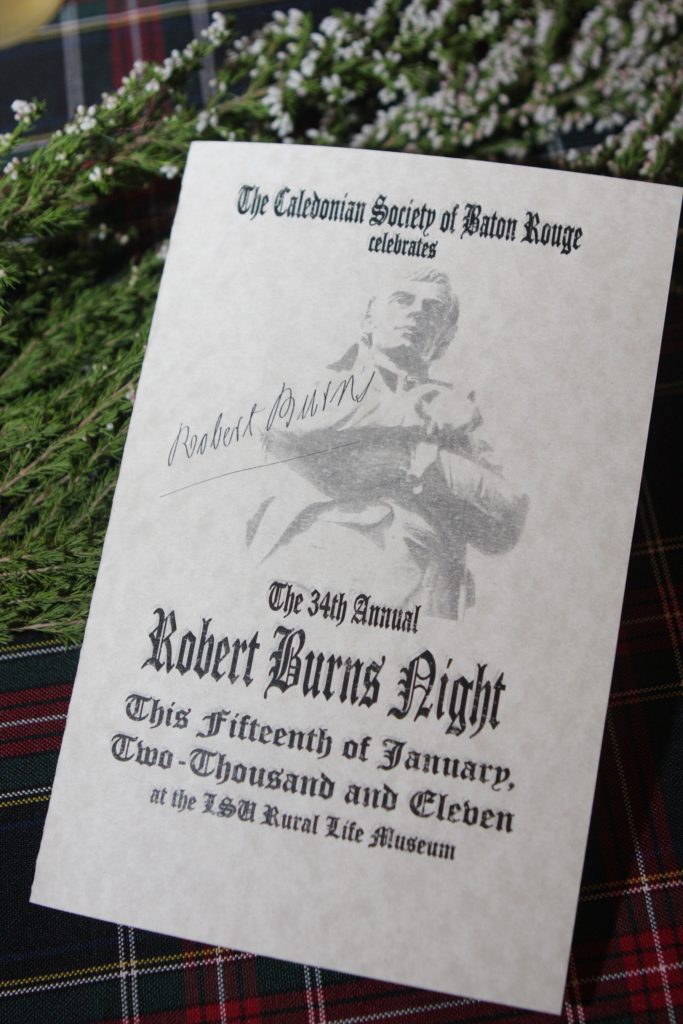 The Caledonian Society of Baton Rouge
celebrates
Robert Burns
The 34th Annual
Robert Burns Night
This Fifteenth of January,
Two-Thousand and Eleven
at the LSU Rural Life Museum